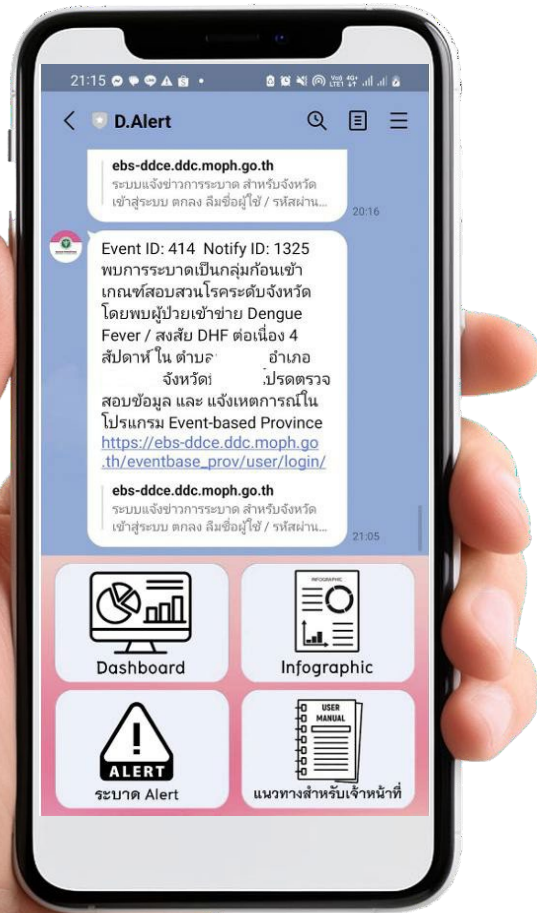 21:15
D.Alert
ebs-ddce.ddc.moph.go.th
ระบบแจ้งข่าวการระบาด สำหรับจังหวัด
เข้าสู่ระบบ ตกลง ลืมชื่อผู้ใช้ / รหัสผ่าน...
20:16
Event ID: 414 Notify ID: 1325
พบการระบาดเป็นกลุ่มก้อนเข้า
เกณฑ์สอบสวนโรคระดับจังหวัด
โดยพบผู้ป่วยเข้าข่าย Dengue
Fever / สงสัย DHF ต่อเนื่อง 4
สัปดาห์ ใน ตำบล อำเภอ
จังหวัด โปรดตรวจ
สอบข้อมูล และ แจ้งเหตการณ์ใน
โปรแกรม Event-based Province
https://ebs-ddce.ddc.moph.go
.th/eventbase_prov/user/login/
ebs-ddce.ddc.moph.go.th
ระบบแจ้งข่าวการระบาด สำหรับจังหวัด
เข้าสู่ระบบ ตกลง ลืมชื่อผู้ใช้ / รหัสผ่าน...
21:05
Dashboard
INFOGRAPHIC
Infographic
ALERT
ระบาด Alert
USER
MANUAL
แนวทางสำหรับเจ้าหน้าที่